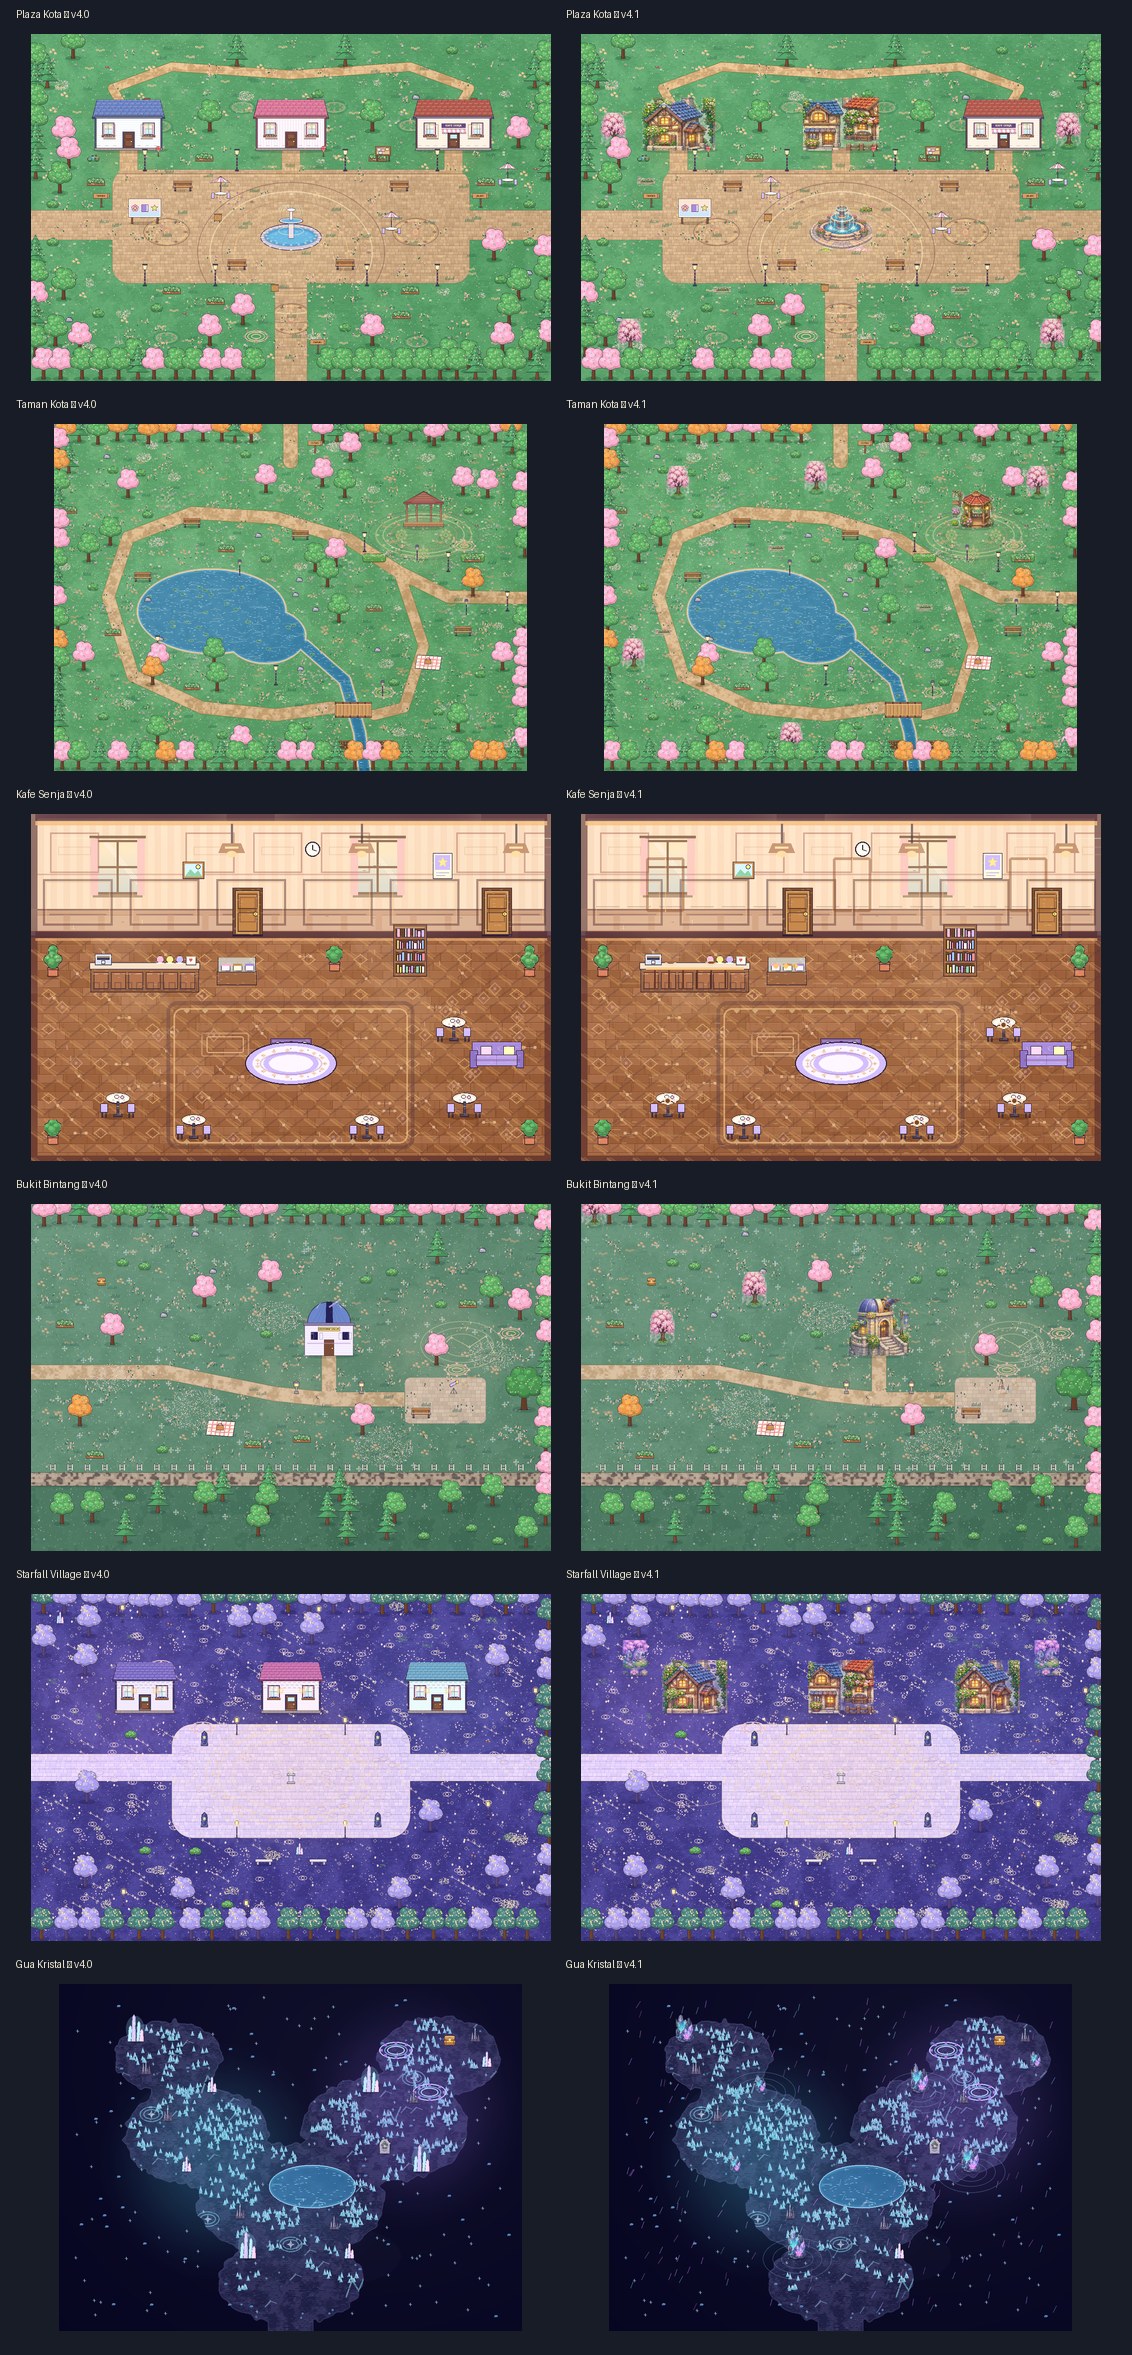 Plaza Kota v4.0
Plaza Kota v4.1
Taman Kota v4.0
Taman Kota v4.1
Kafe Senja v4.0
Kafe Senja v4.1
Bukit Bintang v4.0
Bukit Bintang v4.1
Starfall Village v4.0
Starfall Village v4.1
Gua Kristal v4.0
Gua Kristal v4.1